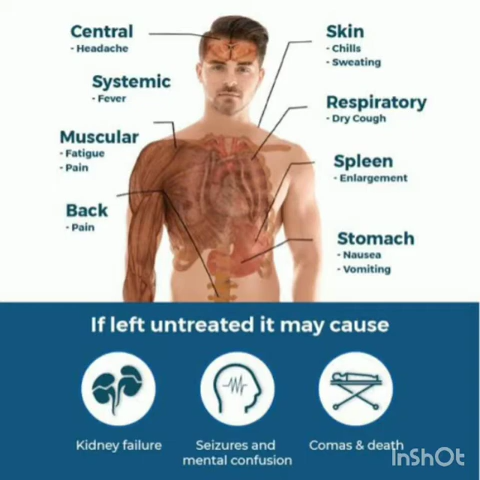 Central
- Headache
Systemic
- Fever
Muscular
- Fatigue
- Pain
Back
- Pain
Skin
- Chills
- Sweating
Respiratory
- Dry Cough
Spleen
- Enlargement
Stomach
- Nausea
- Vomiting
If left untreated it may cause
Kidney failure
Seizures and
mental confusion
Comas & death
InShOt